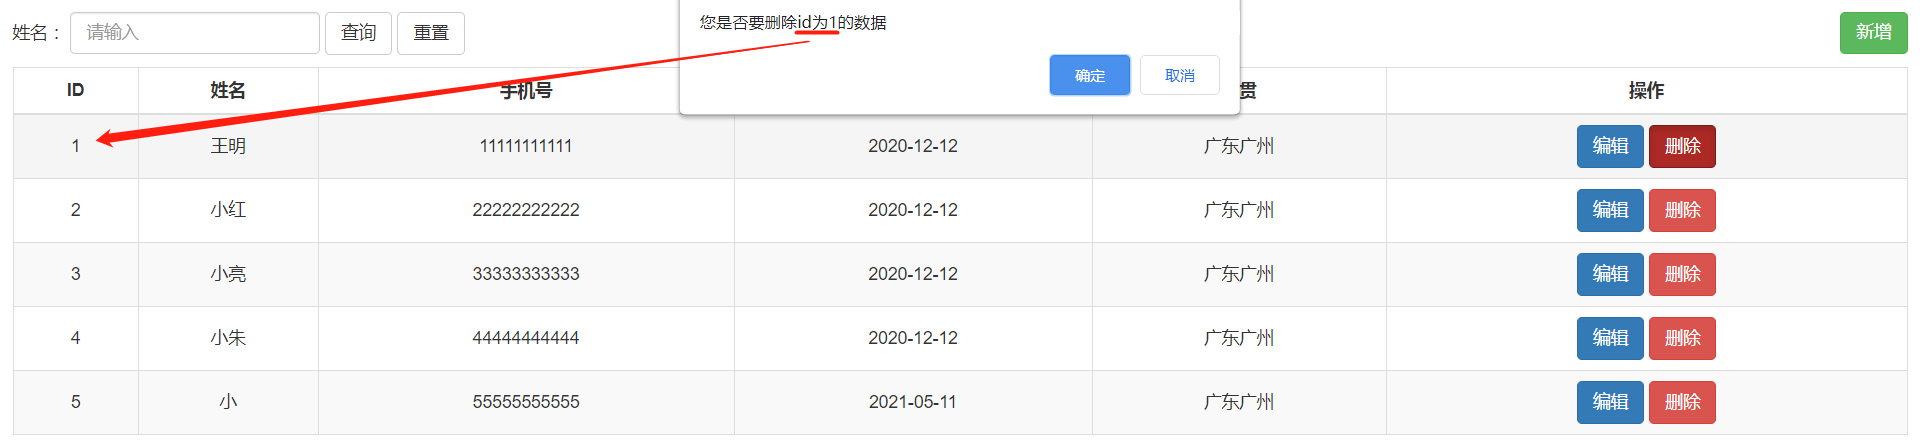 姓名： 请输入 查询 重置 新增
您是否要删除id为1的数据
确定 取消
ID 姓名 手机号 贯 操作
1 王明 11111111111 2020-12-12 广东广州 编辑 删除
2 小红 22222222222 2020-12-12 广东广州 编辑 删除
3 小亮 33333333333 2020-12-12 广东广州 编辑 删除
4 小朱 44444444444 2020-12-12 广东广州 编辑 删除
5 小 55555555555 2021-05-11 广东广州 编辑 删除